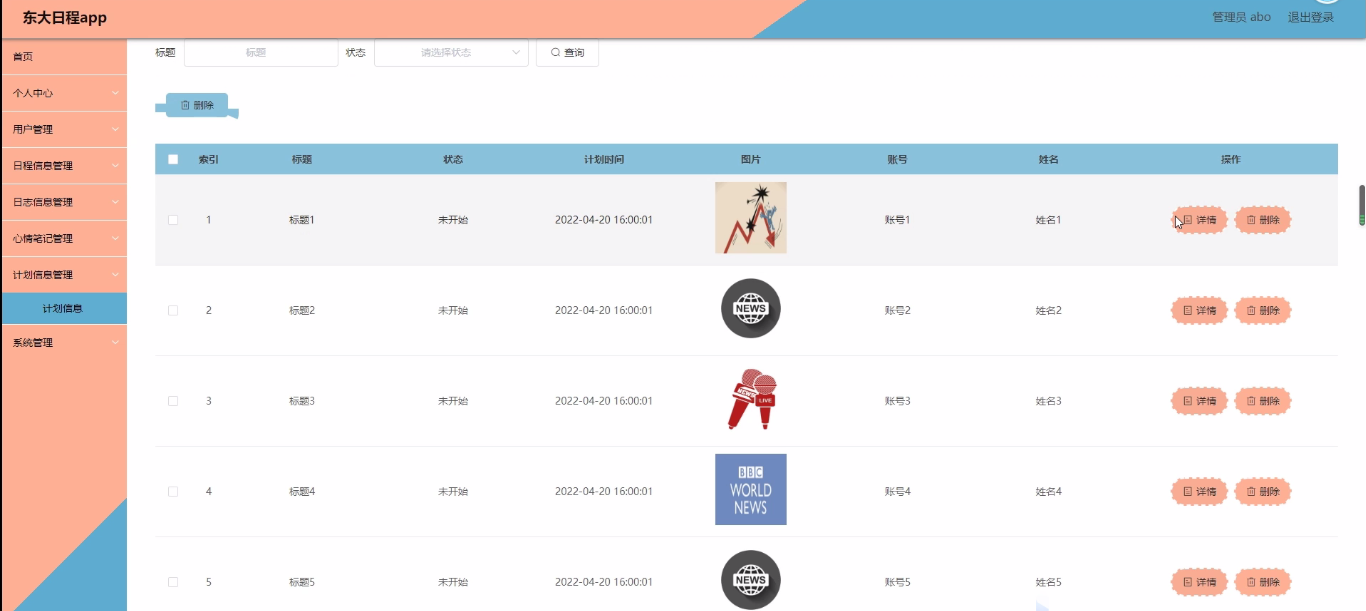 东大日程app
管理员 abo 退出登录
首页
个人中心
用户管理
日程信息管理
日志信息管理
心情笔记管理
计划信息管理
计划信息
系统管理
标题 标题 状态 请选择状态 查询
删除
索引 标题 状态 计划时间 图片 账号 姓名 操作
1 标题1 未开始 2022-04-20 16:00:01 账号1 姓名1 详情 删除
2 标题2 未开始 2022-04-20 16:00:01 NEWS 账号2 姓名2 详情 删除
3 标题3 未开始 2022-04-20 16:00:01 NEWS LIVE 账号3 姓名3 详情 删除
4 标题4 未开始 2022-04-20 16:00:01 BBC WORLD NEWS 账号4 姓名4 详情 删除
5 标题5 未开始 2022-04-20 16:00:01 NEWS 账号5 姓名5 详情 删除